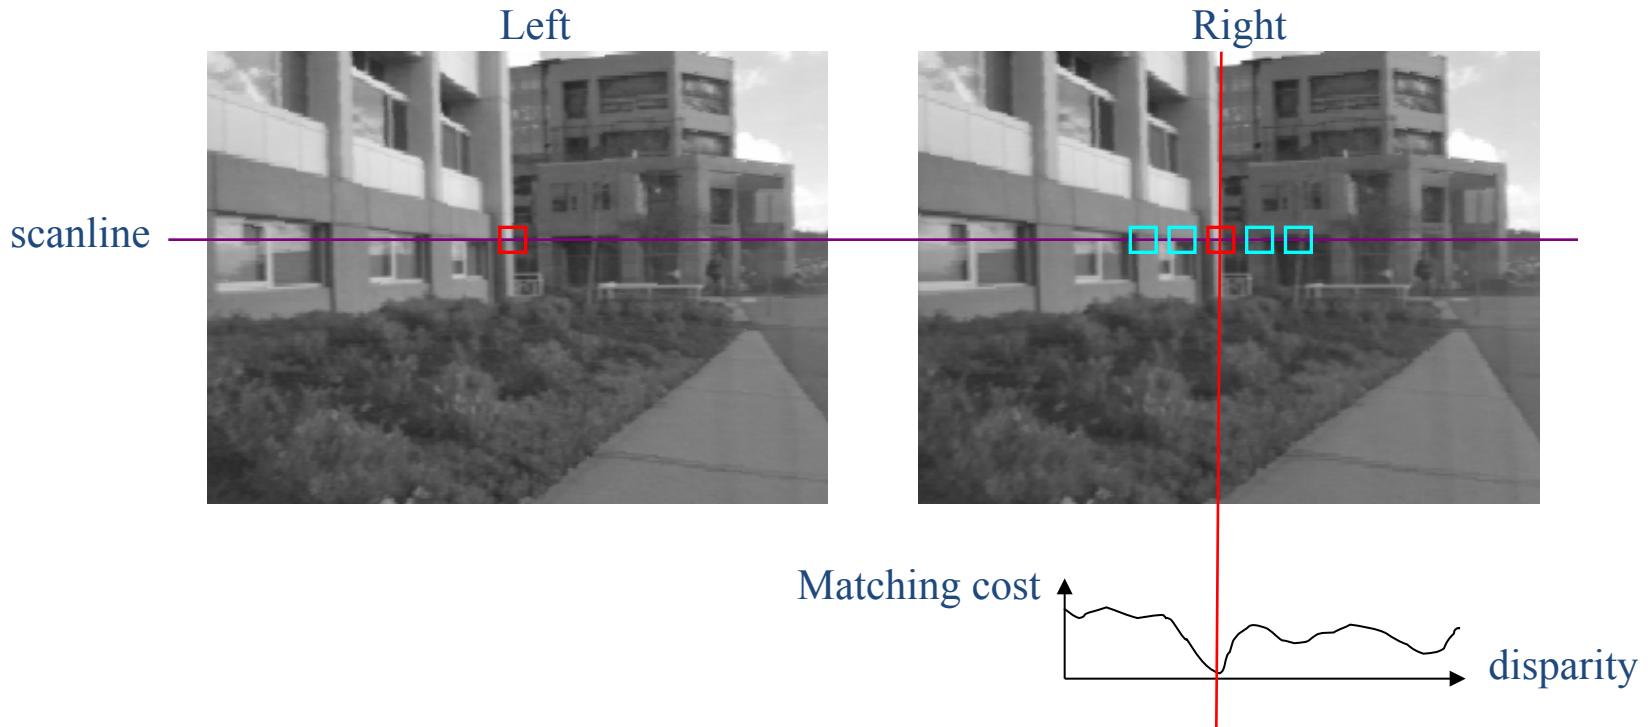 Left
Right
scanline
Matching cost
disparity